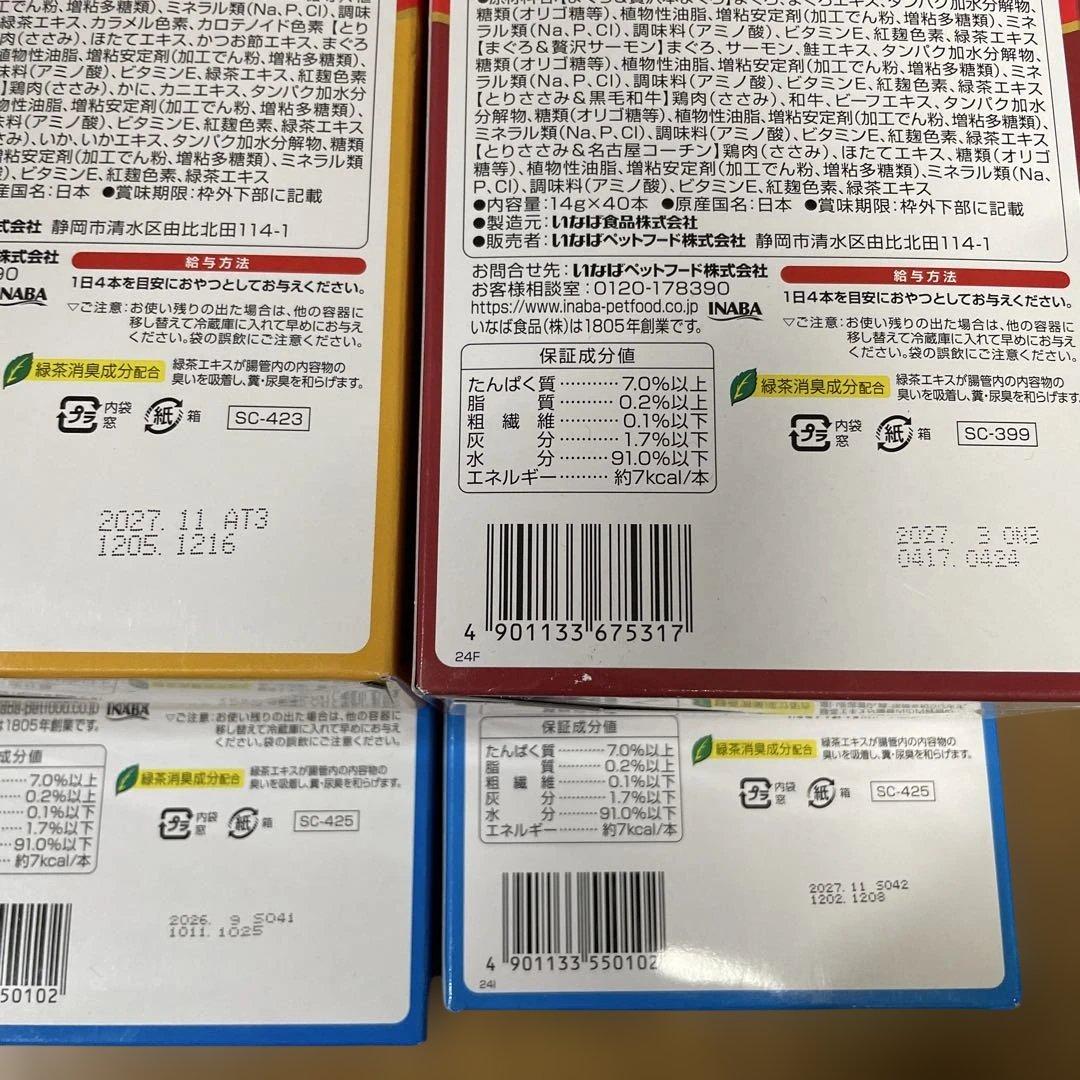 工でん粉、増粘多糖類)、ミネラル類(Na、P、Cl)、調味
緑茶エキス、カラメル色素、カロテノイド色素【とり
肉(ささみ)、ほたてエキス、かつお節エキス、まぐろ
植物性油脂、増粘安定剤(加工でん粉、増粘多糖類)、
味料(アミノ酸)、ビタミンE、緑茶エキス、紅麹色素
】鶏肉(ささみ)、かに、カニエキス、タンパク加水分
物性油脂、増粘安定剤(加工でん粉、増粘多糖類)、
味料(アミノ酸)、ビタミンE、紅麹色素、緑茶エキス
さみ)、いか、いかエキス、タンパク加水分解物、糖類
増粘安定剤(加工でん粉、増粘多糖類)、ミネラル類
)、ビタミンE、紅麹色素、緑茶エキス
産国名:日本 ●賞味期限:枠外下部に記載
式会社 静岡市清水区由比北田114-1
株式会社
90
INABA
給与方法
1日4本を目安におやつとしてお与えください。
▽ご注意:お使い残りの出た場合は、他の容器に
移し替えて冷蔵庫に入れて早めにお与え
ください。袋の誤飲にご注意ください。
緑茶消臭成分配合
緑茶エキスが腸管内の内容物の
臭いを吸着し、糞・尿臭を和らげます。
プラ 内袋 窓 紙 箱 SC-423
2027.11 AT3
1205.1216
糖類(オリゴ糖等)、植物性油脂、増粘安定剤(加工でん粉、増粘多糖類)、ミネ
ラル類(Na、P、Cl)、調味料(アミノ酸)、ビタミンE、緑茶エキス、紅麹色素
【まぐろ&贅沢サーモン】まぐろ、サーモン、鮭エキス、タンパク加水分解物、
糖類(オリゴ糖等)、植物性油脂、増粘安定剤(加工でん粉、増粘多糖類)、ミネ
ラル類(Na、P、Cl)、調味料(アミノ酸)、ビタミンE、紅麹色素、緑茶エキス
【とりささみ&黒毛和牛】鶏肉(ささみ)、和牛、ビーフエキス、タンパク加水
分解物、糖類(オリゴ糖等)、植物性油脂、増粘安定剤(加工でん粉、増粘多糖類)、
ミネラル類(Na、P、Cl)、調味料(アミノ酸)、ビタミンE、紅麹色素、緑茶エキス
【とりささみ&名古屋コーチン】鶏肉(ささみ)、ほたてエキス、糖類(オリゴ
糖等)、植物性油脂、増粘安定剤(加工でん粉、増粘多糖類)、ミネラル類(Na、
P、Cl)、調味料(アミノ酸)、ビタミンE、紅麹色素、緑茶エキス
●内容量:14g×40本 ●原産国名:日本 ●賞味期限:枠外下部に記載
●製造元:いなば食品株式会社
●販売者:いなばペットフード株式会社 静岡市清水区由比北田114-1
お問合せ先:いなばペットフード株式会社
お客様相談室:0120-178390
https://www.inaba-petfood.co.jp INABA
いなば食品(株)は1805年創業です。
給与方法
1日4本を目安におやつとしてお与えください。
▽ご注意:お使い残りの出た場合は、他の容器に
移し替えて冷蔵庫に入れて早めにお与え
ください。袋の誤飲にご注意ください。
保証成分値
たんぱく質………7.0%以上
脂質………0.2%以上
粗繊維………0.1%以下
灰分………1.7%以下
水分………91.0%以下
エネルギー………約7kcal/本
緑茶消臭成分配合
緑茶エキスが腸管内の内容物の
臭いを吸着し、糞・尿臭を和らげます。
プラ 内袋 窓 紙 箱 SC-399
2027. 3 ON3
0417.0424
4 901133 675317
24F
aba-petfood.co.jp INABA
は1805年創業です。
▽ご注意:お使い残りの出た場合は、他の容器に
移し替えて冷蔵庫に入れて早めにお与え
ください。袋の誤飲にご注意ください。
成分値
7.0%以上
0.2%以上
0.1%以下
1.7%以下
91.0%以下
約7kcal/本
緑茶消臭成分配合
緑茶エキスが腸管内の内容物の
臭いを吸着し、糞・尿臭を和らげます。
プラ 内袋 窓 紙 箱 SC-425
2026. 9 S041
1011.1025
50102
保証成分値
たんぱく質………7.0%以上
脂質………0.2%以上
粗繊維………0.1%以下
灰分………1.7%以下
水分………91.0%以下
エネルギー………約7kcal/本
緑茶消臭成分配合
緑茶エキスが腸管内の内容物の
臭いを吸着し、糞・尿臭を和らげます。
プラ 内袋 窓 紙 箱 SC-425
2027.11 S042
1202.1208
4 901133 550102
24I